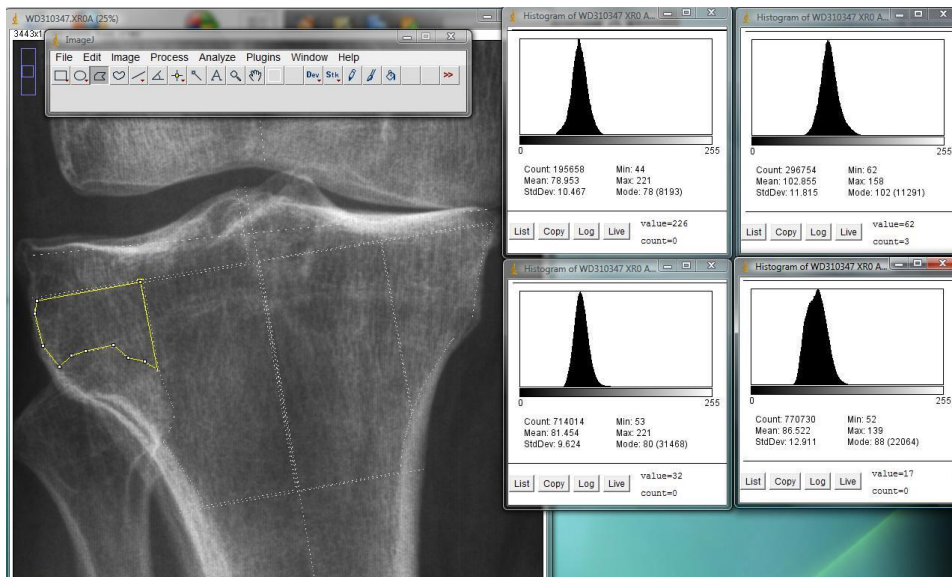 WD310347.XR0A (25%)
3443x1
ImageJ
File Edit Image Process Analyze Plugins Window Help
Dev Stk >>
Histogram of WD310347 XR0 A...
0 255
Count: 195658 Min: 44
Mean: 78.953 Max: 221
StdDev: 10.467 Mode: 78 (8193)
List Copy Log Live value=226
count=0
Histogram of WD310347 XR0 A...
0 255
Count: 296754 Min: 62
Mean: 102.855 Max: 158
StdDev: 11.815 Mode: 102 (11291)
List Copy Log Live value=62
count=3
Histogram of WD310347 XR0 A...
0 255
Count: 714014 Min: 53
Mean: 81.454 Max: 221
StdDev: 9.624 Mode: 80 (31468)
List Copy Log Live value=32
count=0
Histogram of WD310347 XR0 A...
0 255
Count: 770730 Min: 52
Mean: 86.522 Max: 139
StdDev: 12.911 Mode: 88 (22064)
List Copy Log Live value=17
count=0